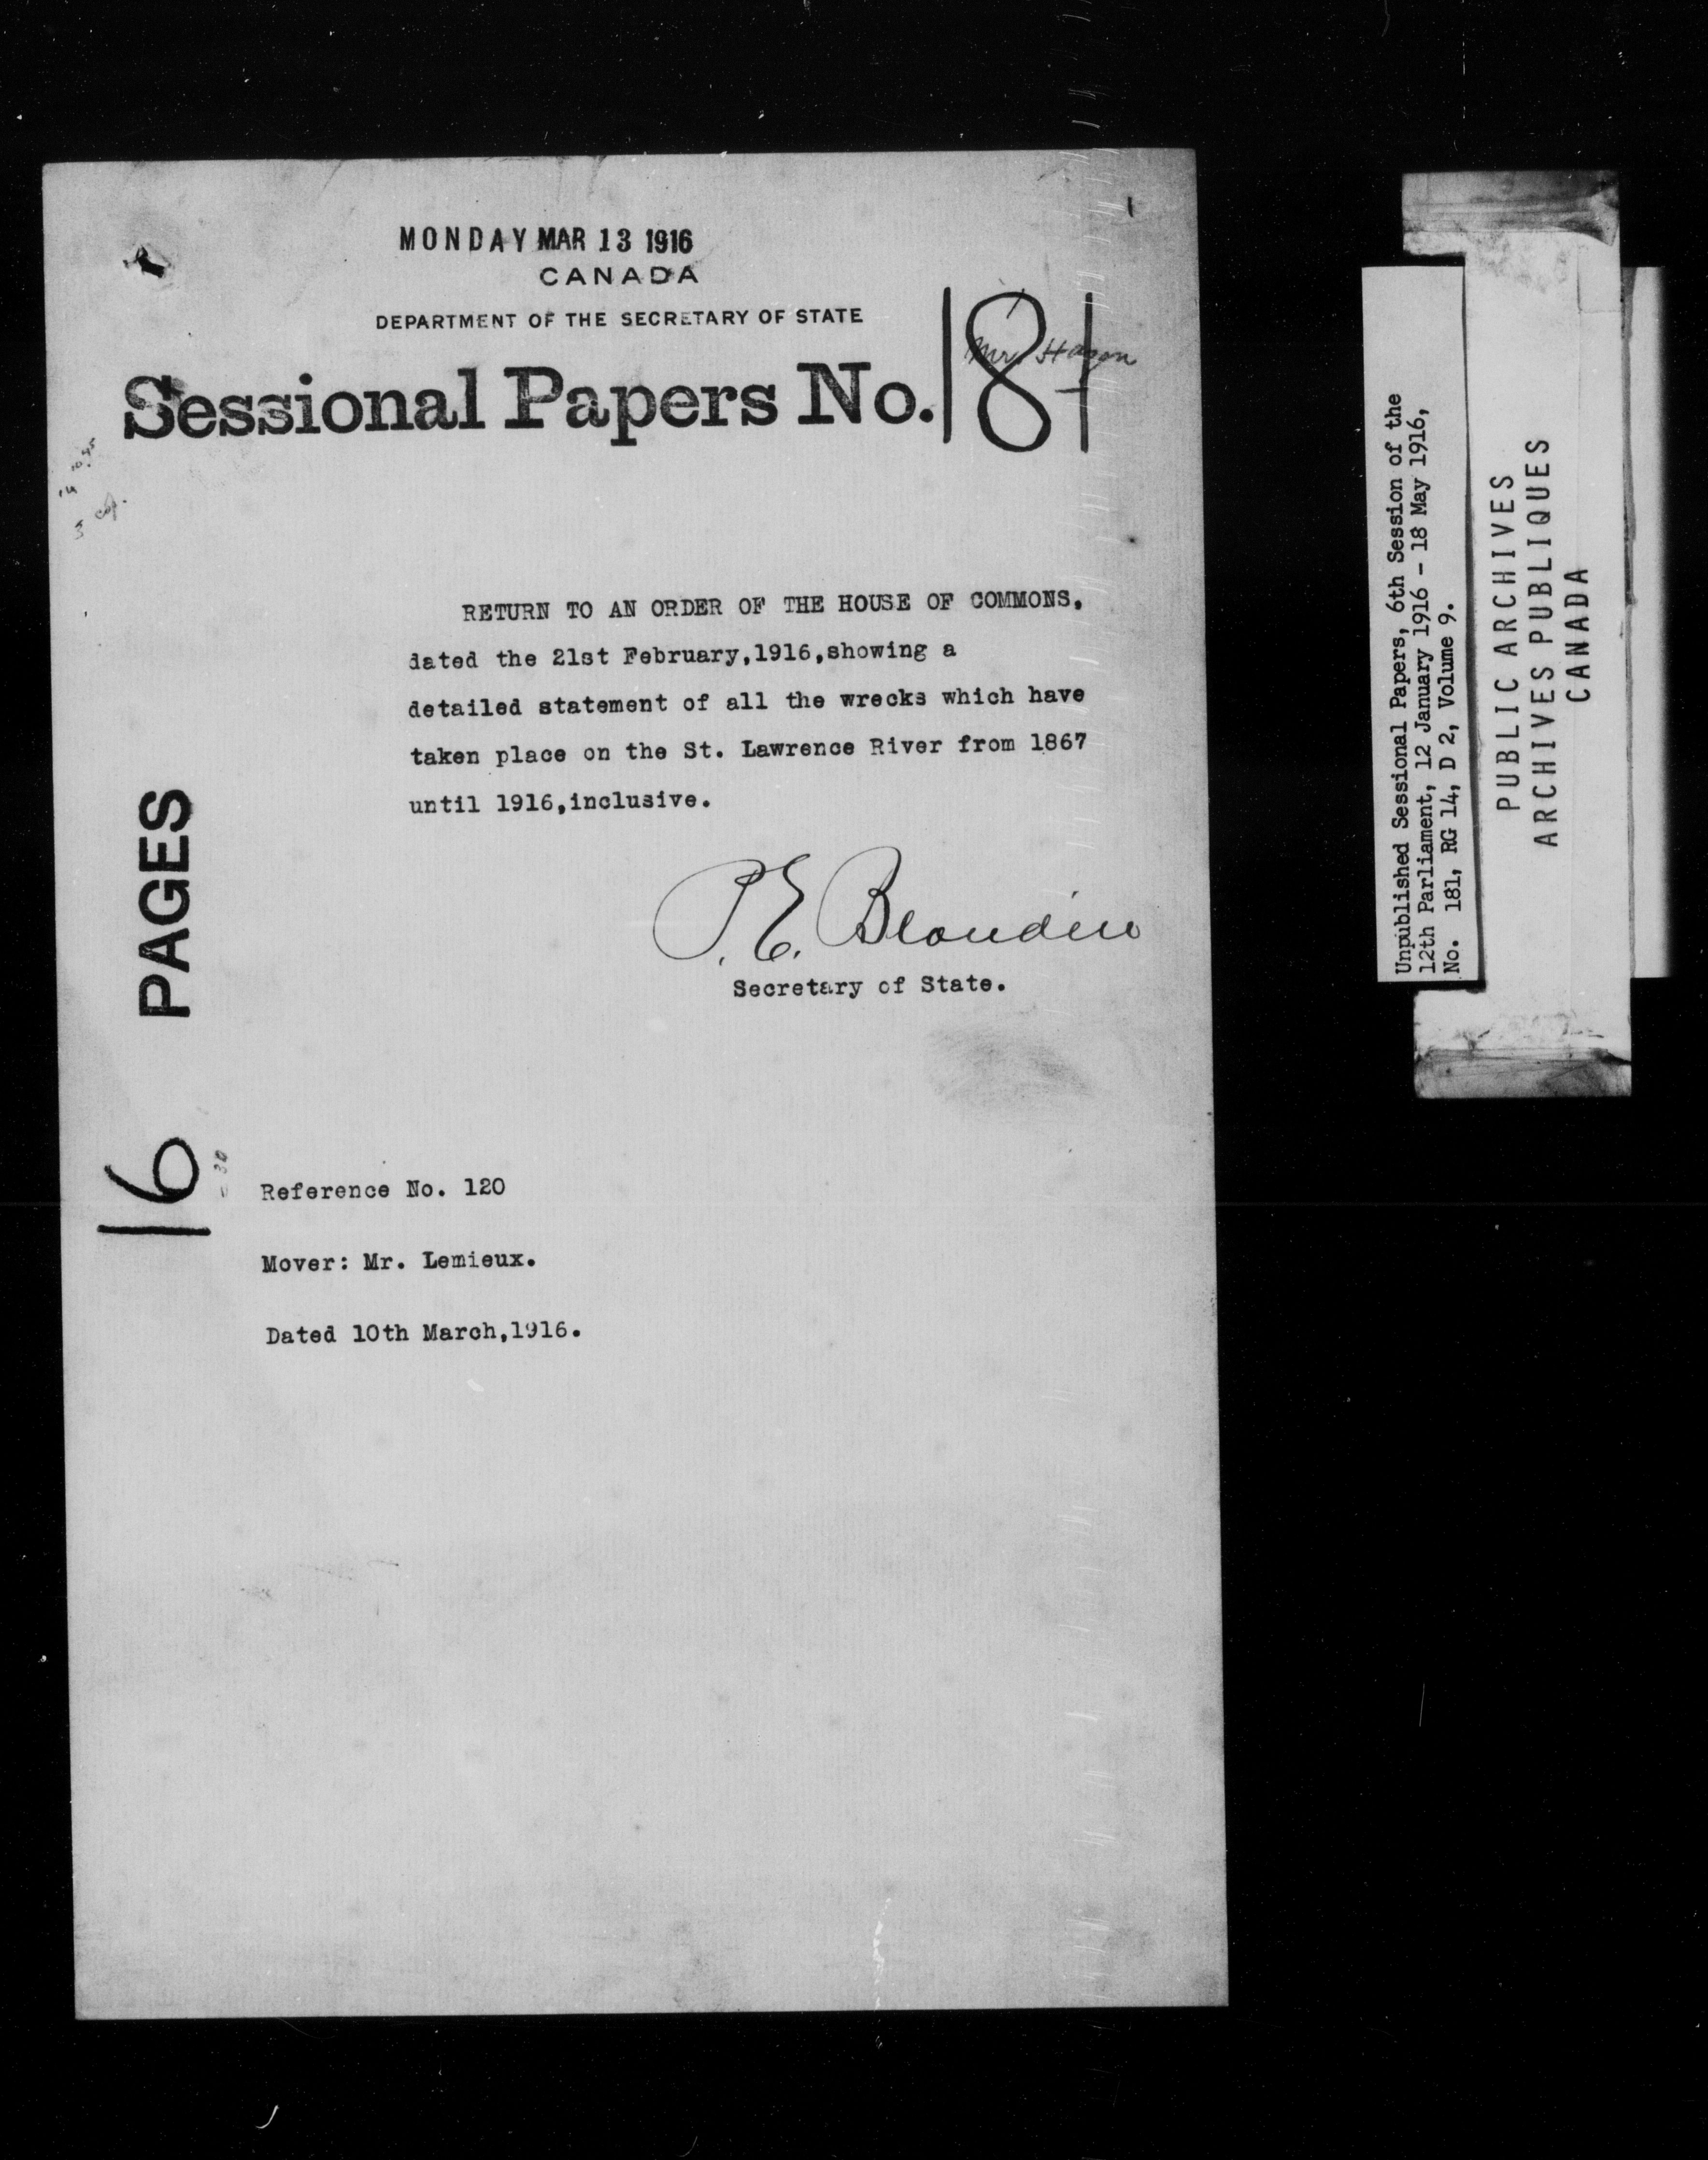 MONDAY MAR 13 1916
CANADA
DEPARTMENT OF THE SECRETARY OF STATE
Sessional Papers No. 181
Mr Hazen
RETURN TO AN ORDER OF THE HOUSE OF COMMONS,
dated the 21st February,1916,showing a
detailed statement of all the wrecks which have
taken place on the St. Lawrence River from 1867
until 1916,inclusive.
P.E. Blondin
Secretary of State.
16 PAGES
Reference No. 120
Mover: Mr. Lemieux.
Dated 10th March,1916.
Unpublished Sessional Papers, 6th Session of the
12th Parliament, 12 January 1916 - 18 May 1916,
No. 181, RG 14, D 2, Volume 9.
PUBLIC ARCHIVES
ARCHIVES PUBLIQUES
CANADA